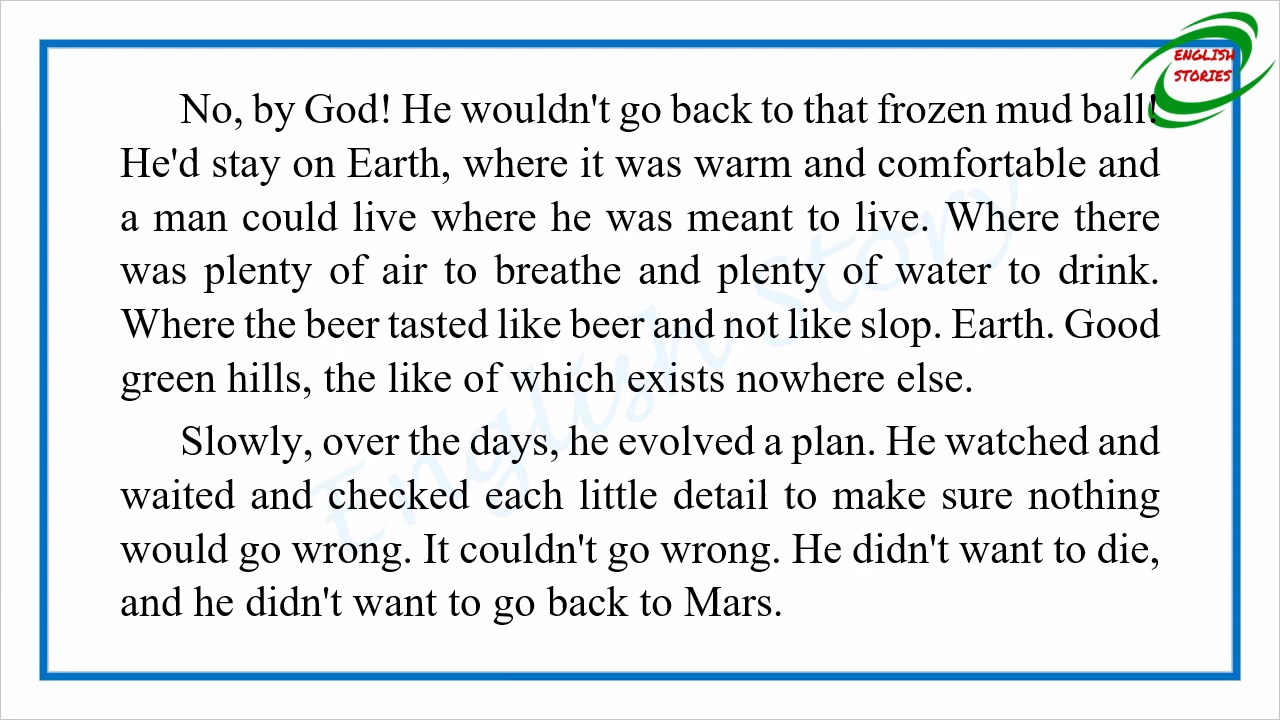 ENGLISH
STORIES
No, by God! He wouldn't go back to that frozen mud ball!
He'd stay on Earth, where it was warm and comfortable and
a man could live where he was meant to live. Where there
was plenty of air to breathe and plenty of water to drink.
Where the beer tasted like beer and not like slop. Earth. Good
green hills, the like of which exists nowhere else.
Slowly, over the days, he evolved a plan. He watched and
waited and checked each little detail to make sure nothing
would go wrong. It couldn't go wrong. He didn't want to die,
and he didn't want to go back to Mars.
English Story